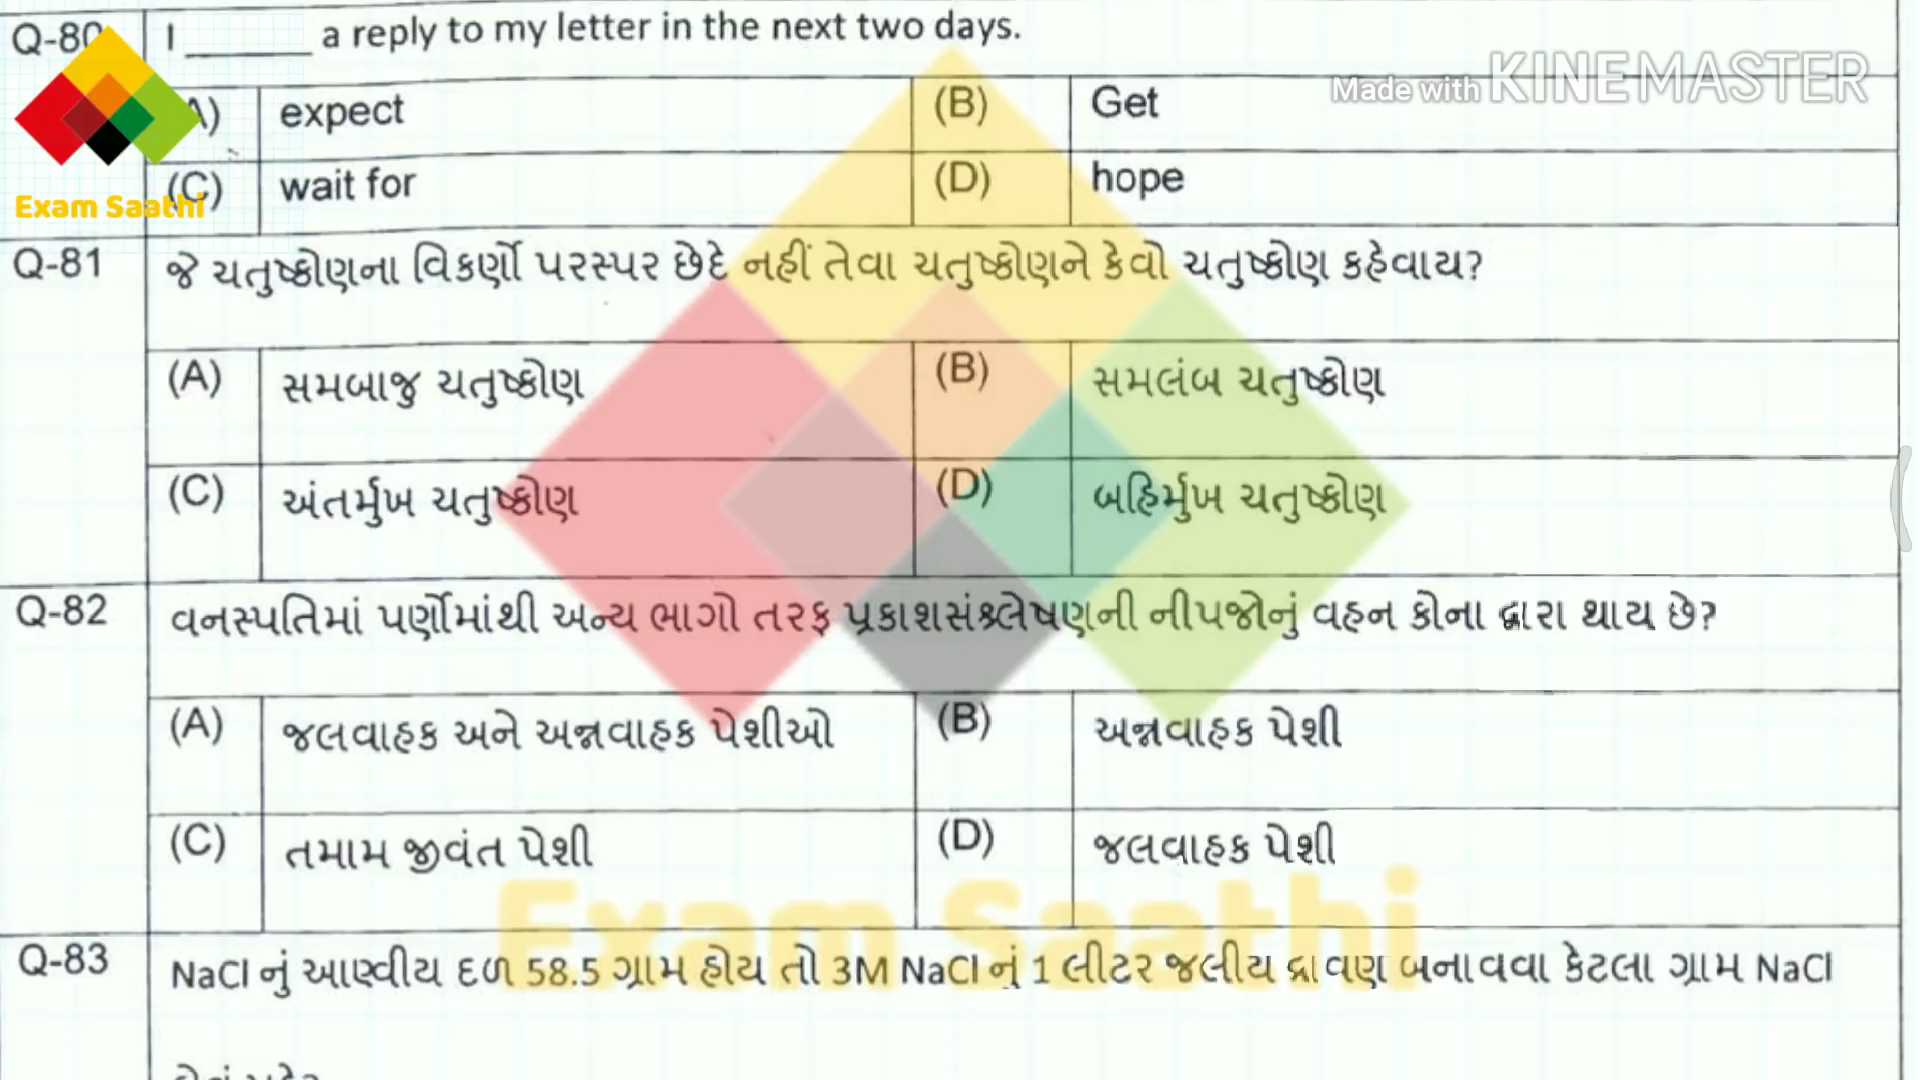 Q-80 I ______ a reply to my letter in the next two days.
Made with KINEMASTER
(A) expect (B) Get
(C) wait for (D) hope
Exam Saathi
Q-81 જે ચતુષ્કોણના વિકર્ણો પરસ્પર છેદે નહીં તેવા ચતુષ્કોણને કેવો ચતુષ્કોણ કહેવાય?
(A) સમબાજુ ચતુષ્કોણ (B) સમલંબ ચતુષ્કોણ
(C) અંતર્મુખ ચતુષ્કોણ (D) બહિર્મુખ ચતુષ્કોણ
Q-82 વનસ્પતિમાં પર્ણોમાંથી અન્ય ભાગો તરફ પ્રકાશસંશ્લેષણની નીપજોનું વહન કોના દ્વારા થાય છે?
(A) જલવાહક અને અન્નવાહક પેશીઓ (B) અન્નવાહક પેશી
(C) તમામ જીવંત પેશી (D) જલવાહક પેશી
Exam Saathi
Q-83 NaCl નું આણ્વીય દળ 58.5 ગ્રામ હોય તો 3M NaCl નું 1 લીટર જલીય દ્રાવણ બનાવવા કેટલા ગ્રામ NaCl